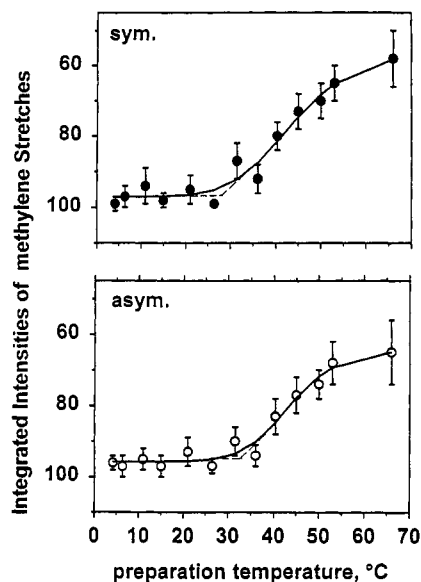 sym.
60
80
100
asym.
60
80
100
0 10 20 30 40 50 60 70
Integrated Intensities of methylene Stretches
preparation temperature, °C